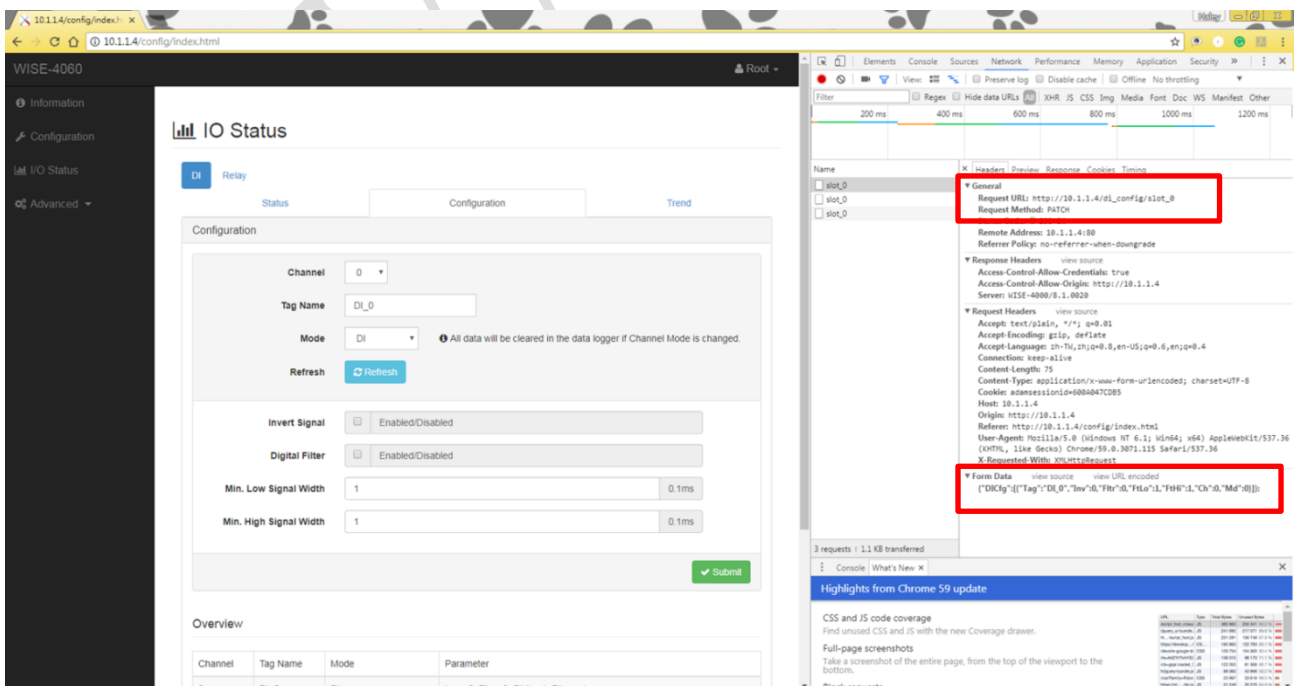 10.1.1.4/config/index.h
10.1.1.4/config/index.html
WISE-4060
Root
Information
Configuration
I/O Status
Advanced
IO Status
DI Relay
Status Configuration Trend
Configuration
Channel 0
Tag Name DI_0
Mode DI All data will be cleared in the data logger if Channel Mode is changed.
Refresh Refresh
Invert Signal Enabled/Disabled
Digital Filter Enabled/Disabled
Min. Low Signal Width 1 0.1ms
Min. High Signal Width 1 0.1ms
Submit
Overview
Channel Tag Name Mode Parameter
Elements Console Sources Network Performance Memory Application Security »
View: Preserve log Disable cache Offline No throttling
Filter Regex Hide data URLs All XHR JS CSS Img Media Font Doc WS Manifest Other
200 ms 400 ms 600 ms 800 ms 1000 ms 1200 ms
Name
slot_0
slot_0
slot_0
3 requests | 1.1 KB transferred
× Headers Preview Response Cookies Timing
General
Request URL: http://10.1.1.4/di_config/slot_0
Request Method: PATCH
Remote Address: 10.1.1.4:80
Referrer Policy: no-referrer-when-downgrade
Response Headers view source
Access-Control-Allow-Credentials: true
Access-Control-Allow-Origin: http://10.1.1.4
Server: WISE-4000/8.1.0020
Request Headers view source
Accept: text/plain, */*; q=0.01
Accept-Encoding: gzip, deflate
Accept-Language: zh-TW,zh;q=0.8,en-US;q=0.6,en;q=0.4
Connection: keep-alive
Content-Length: 75
Content-Type: application/x-www-form-urlencoded; charset=UTF-8
Cookie: adamsessionid=600A047CDB5
Host: 10.1.1.4
Origin: http://10.1.1.4
Referer: http://10.1.1.4/config/index.html
User-Agent: Mozilla/5.0 (Windows NT 6.1; Win64; x64) AppleWebKit/537.36
(KHTML, like Gecko) Chrome/59.0.3071.115 Safari/537.36
X-Requested-With: XMLHttpRequest
Form Data view source view URL encoded
{"DICfg":[{"Tag":"DI_0","Inv":0,"Fltr":0,"FtLo":1,"FtHi":1,"Ch":0,"Md":0}]}:
Console What's New ×
Highlights from Chrome 59 update
CSS and JS code coverage
Find unused CSS and JS with the new Coverage drawer.
Full-page screenshots
Take a screenshot of the entire page, from the top of the viewport to the
bottom.